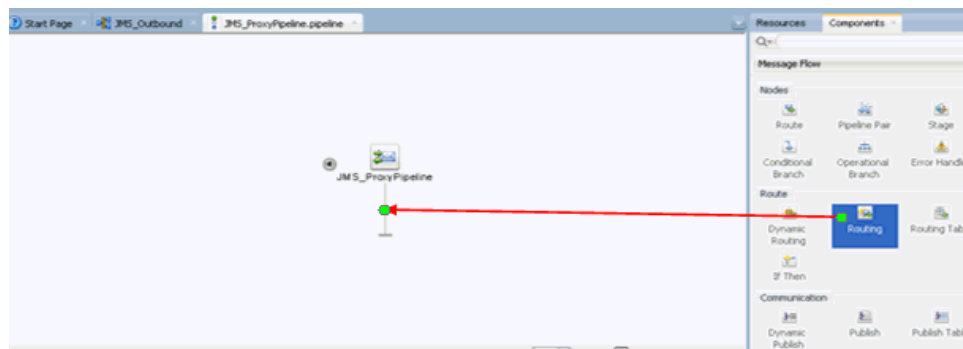 Start Page JMS_Outbound JMS_ProxyPipeline.pipeline
Resources Components
Message Flow
Nodes
Route Pipeline Pair Stage
Conditional Branch Operational Branch Error Handl
Route
Dynamic Routing Routing Routing Tab
If Then
Communication
Dynamic Publish Publish Publish Tabl
JMS_ProxyPipeline